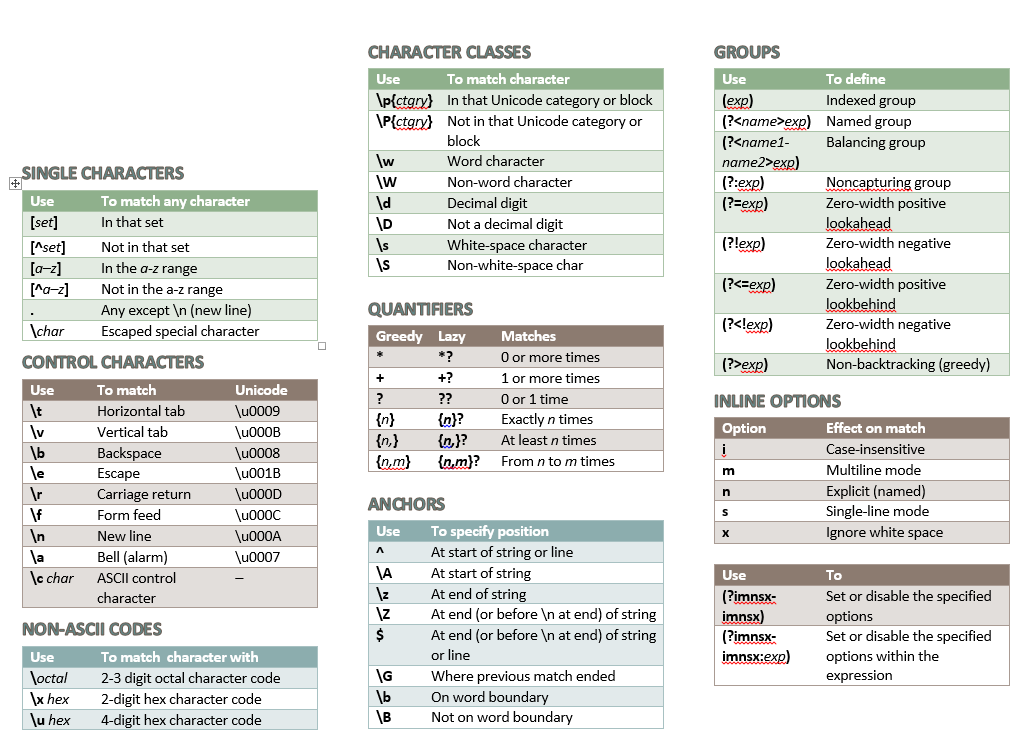 SINGLE CHARACTERS
Use To match any character
[set] In that set
[^set] Not in that set
[a–z] In the a-z range
[^a–z] Not in the a-z range
. Any except \n (new line)
\char Escaped special character
CONTROL CHARACTERS
Use To match Unicode
\t Horizontal tab \u0009
\v Vertical tab \u000B
\b Backspace \u0008
\e Escape \u001B
\r Carriage return \u000D
\f Form feed \u000C
\n New line \u000A
\a Bell (alarm) \u0007
\c char ASCII control –
character
NON-ASCII CODES
Use To match character with
\octal 2-3 digit octal character code
\x hex 2-digit hex character code
\u hex 4-digit hex character code
CHARACTER CLASSES
Use To match character
\p{ctgry} In that Unicode category or block
\P{ctgry} Not in that Unicode category or
block
\w Word character
\W Non-word character
\d Decimal digit
\D Not a decimal digit
\s White-space character
\S Non-white-space char
QUANTIFIERS
Greedy Lazy Matches
* *? 0 or more times
+ +? 1 or more times
? ?? 0 or 1 time
{n} {n}? Exactly n times
{n,} {n,}? At least n times
{n,m} {n,m}? From n to m times
ANCHORS
Use To specify position
^ At start of string or line
\A At start of string
\z At end of string
\Z At end (or before \n at end) of string
$ At end (or before \n at end) of string
or line
\G Where previous match ended
\b On word boundary
\B Not on word boundary
GROUPS
Use To define
(exp) Indexed group
(?<name>exp) Named group
(?<name1- Balancing group
name2>exp)
(?:exp) Noncapturing group
(?=exp) Zero-width positive
lookahead
(?!exp) Zero-width negative
lookahead
(?<=exp) Zero-width positive
lookbehind
(?<!exp) Zero-width negative
lookbehind
(?>exp) Non-backtracking (greedy)
INLINE OPTIONS
Option Effect on match
i Case-insensitive
m Multiline mode
n Explicit (named)
s Single-line mode
x Ignore white space
Use To
(?imnsx- Set or disable the specified
imnsx) options
(?imnsx- Set or disable the specified
imnsx:exp) options within the
expression